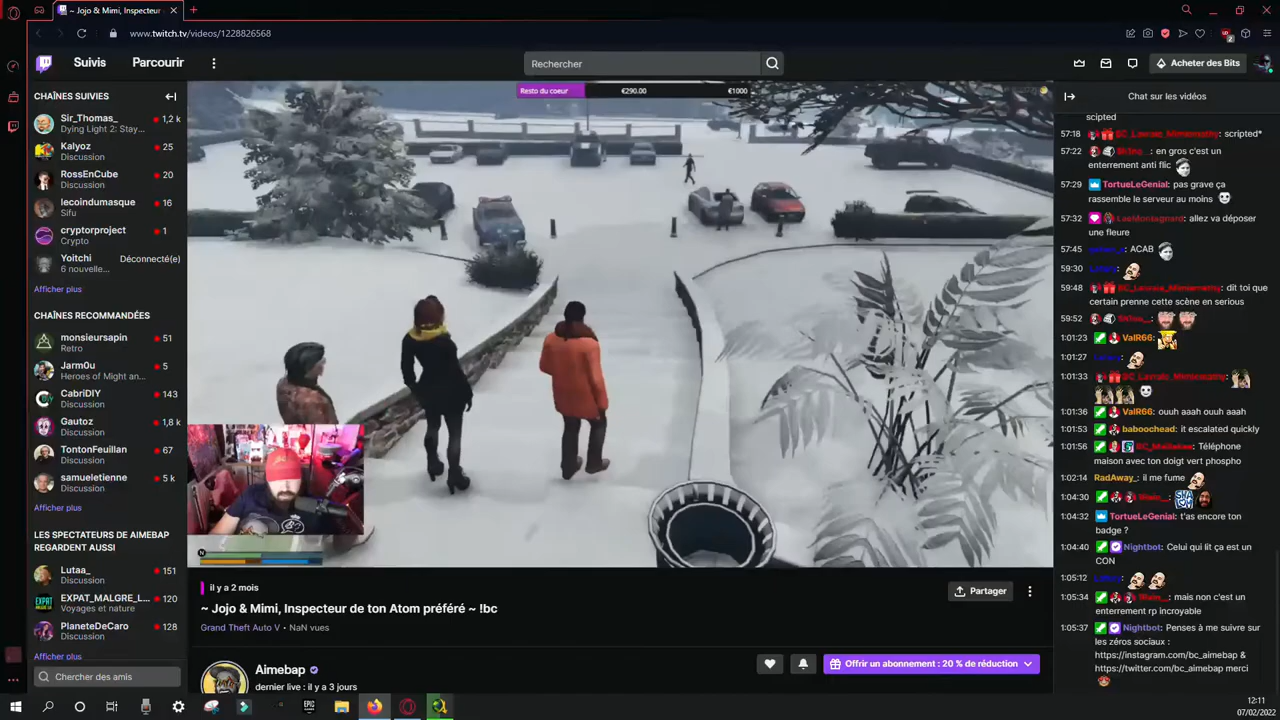 ~ Jojo & Mimi, Inspecteur
www.twitch.tv/videos/1228826568
Suivis
Parcourir
Rechercher
Acheter des Bits
CHAÎNES SUIVIES
Sir_Thomas_
1,2 k
Dying Light 2: Stay...
Kalyoz
25
Discussion
RossEnCube
20
Discussion
lecoindumasque
16
Sifu
cryptorproject
1
Crypto
Yoitchi
Déconnecté(e)
6 nouvelle...
Afficher plus
CHAÎNES RECOMMANDÉES
monsieursapin
51
Retro
Jarm0u
5
Heroes of Might an...
CabriDIY
143
Discussion
Gautoz
1,8 k
Discussion
TontonFeuillan
67
Discussion
samueletienne
5 k
Discussion
Afficher plus
LES SPECTATEURS DE AIMEBAP
REGARDENT AUSSI
Lutaa_
151
Discussion
EXPAT_MALGRE_L...
120
Voyages et nature
PlaneteDeCaro
128
Discussion
Afficher plus
Chercher des amis
Resto du coeur
€290.00
€1000
il y a 2 mois
~ Jojo & Mimi, Inspecteur de ton Atom préféré ~ !bc
Grand Theft Auto V • NaN vues
Partager
Aimebap
dernier live : il y a 3 jours
Offrir un abonnement : 20 % de réduction
Chat sur les vidéos
scipted
57:18
scripted*
57:22
: en gros c'est un
enterrement anti flic
57:29 TortueLeGenial: pas grave ça
rassemble le serveur au moins
57:32 LeeMontagnard: allez va déposer
une fleure
57:45
: ACAB
59:30
59:48
: dit toi que
certain prenne cette scène en serious
59:52
1:01:23 ValR66:
1:01:27
1:01:33
1:01:36 ValR66: ouuh aaah ouuh aaah
1:01:53 baboochead: it escalated quickly
1:01:56
: Téléphone
maison avec ton doigt vert phospho
1:02:14 RadAway_: il me fume
1:04:30
1:04:32 TortueLeGenial: t'as encore ton
badge ?
1:04:40 Nightbot: Celui qui lit ça est un
CON
1:05:12
1:05:34
: mais non c'est un
enterrement rp incroyable
1:05:37 Nightbot: Penses à me suivre sur
les zéros sociaux :
https://instagram.com/bc_aimebap &
https://twitter.com/bc_aimebap merci
EPIC
12:11
07/02/2022